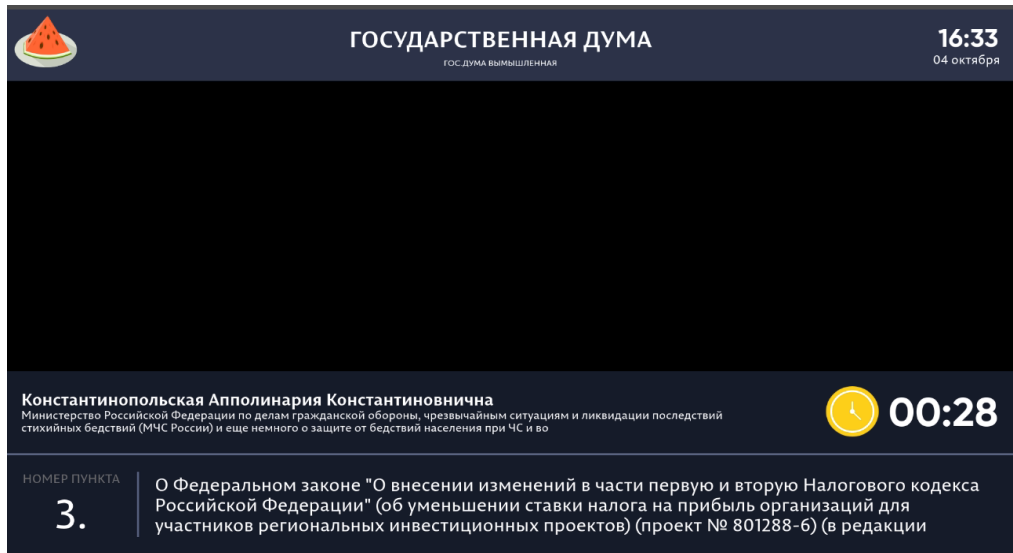 ГОСУДАРСТВЕННАЯ ДУМА
ГОС.ДУМА ВЫМЫШЛЕННАЯ
16:33
04 октября
Константинопольская Апполинария Константиновнична
Министерство Российской Федерации по делам гражданской обороны, чрезвычайным ситуациям и ликвидации последствий
стихийных бедствий (МЧС России) и еще немного о защите от бедствий населения при ЧС и во
00:28
НОМЕР ПУНКТА
3.
О Федеральном законе "О внесении изменений в части первую и вторую Налогового кодекса
Российской Федерации" (об уменьшении ставки налога на прибыль организаций для
участников региональных инвестиционных проектов) (проект № 801288-6) (в редакции